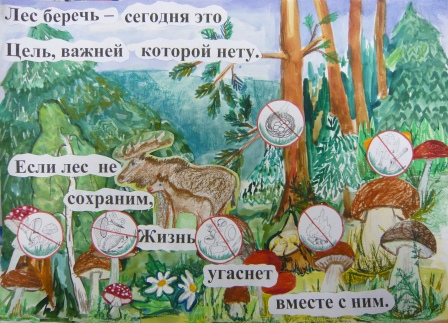 Лес беречь – сегодня это
Цель, важней которой нету.
Если лес не
сохраним,
Жизнь
угаснет
вместе с ним.